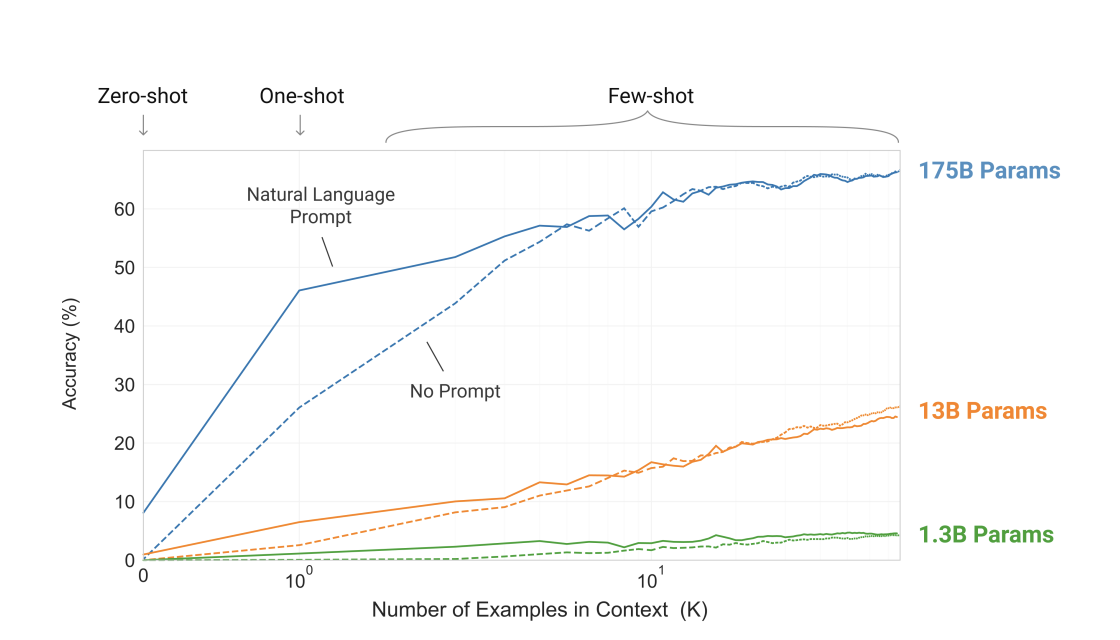 Zero-shot
One-shot
Few-shot
175B Params
Natural Language
Prompt
60
50
40
No Prompt
30
13B Params
20
10
1.3B Params
0
Accuracy (%)
0
10^0
10^1
Number of Examples in Context (K)